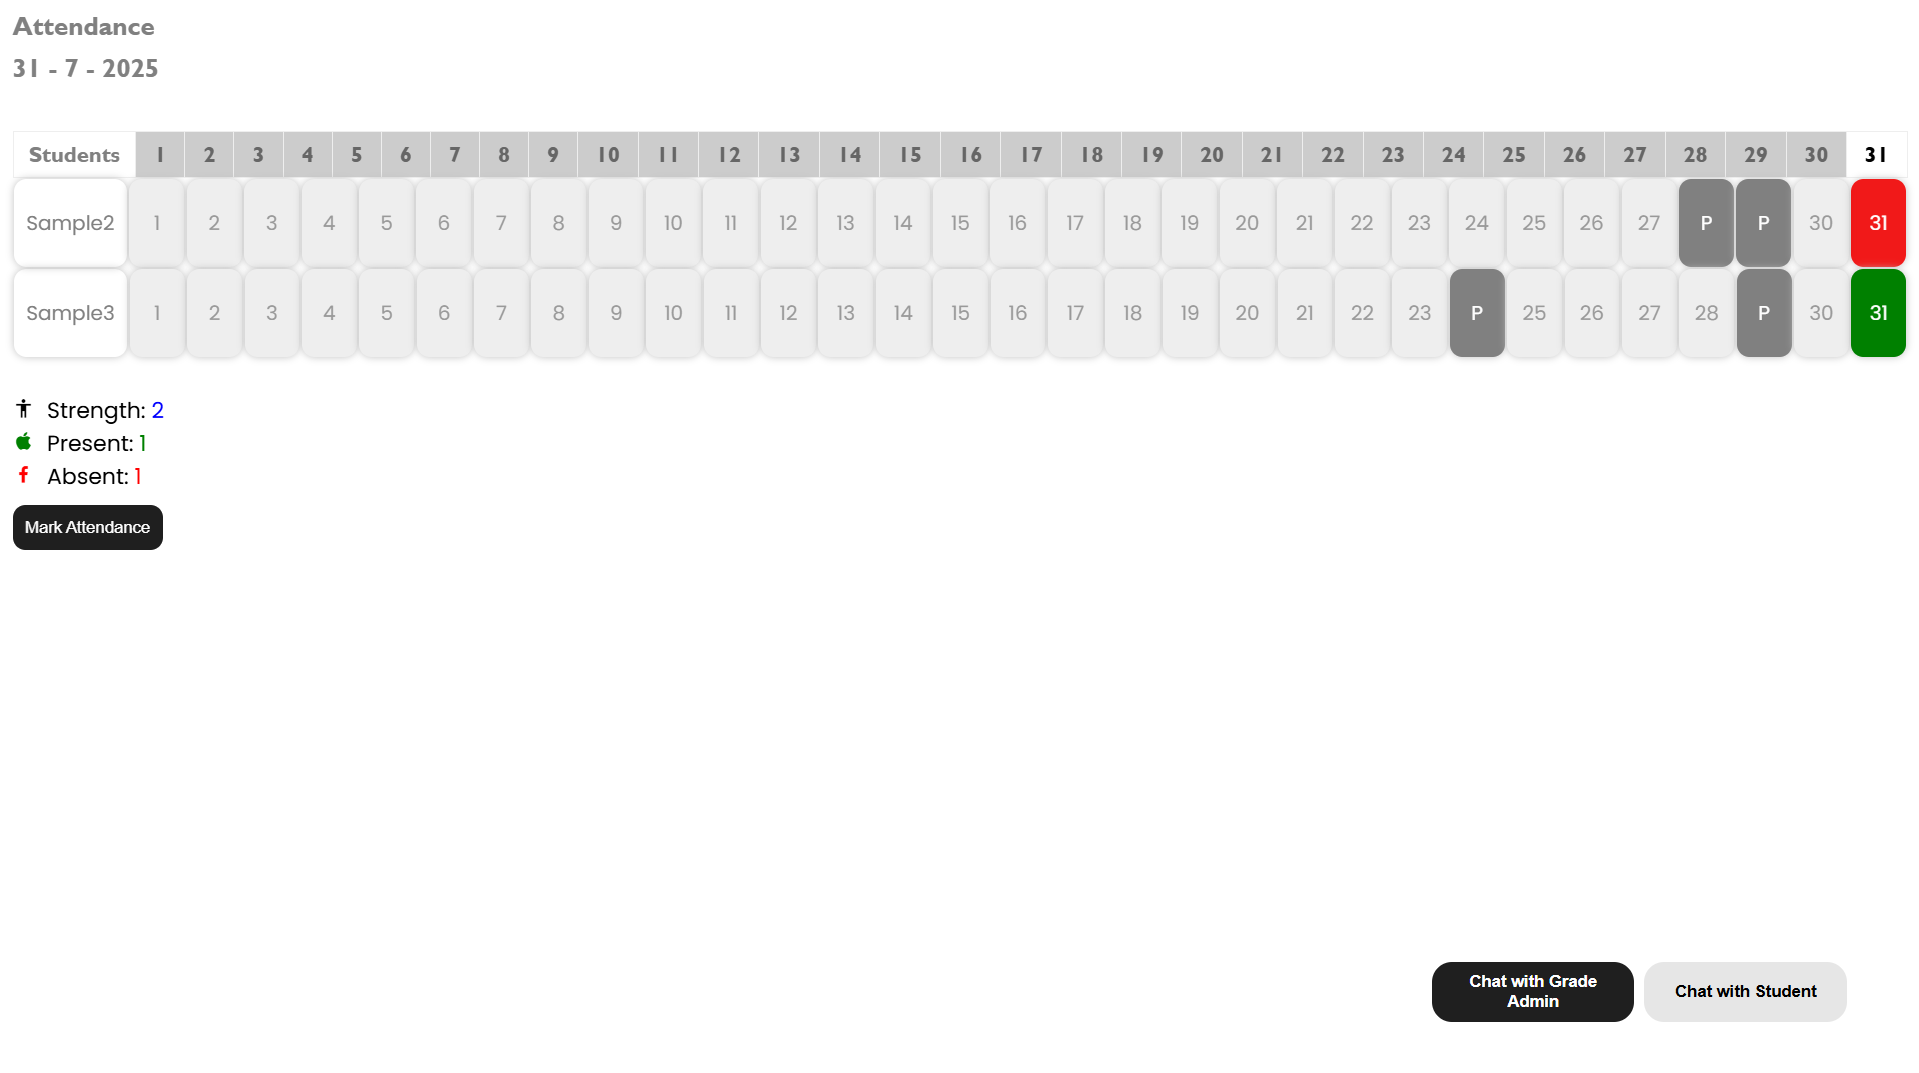 Attendance
31 - 7 - 2025
Students 1 2 3 4 5 6 7 8 9 10 11 12 13 14 15 16 17 18 19 20 21 22 23 24 25 26 27 28 29 30 31
Sample2 1 2 3 4 5 6 7 8 9 10 11 12 13 14 15 16 17 18 19 20 21 22 23 24 25 26 27 P P 30 31
Sample3 1 2 3 4 5 6 7 8 9 10 11 12 13 14 15 16 17 18 19 20 21 22 23 P 25 26 27 28 P 30 31
Strength: 2
Present: 1
Absent: 1
Mark Attendance
Chat with Grade
Admin
Chat with Student